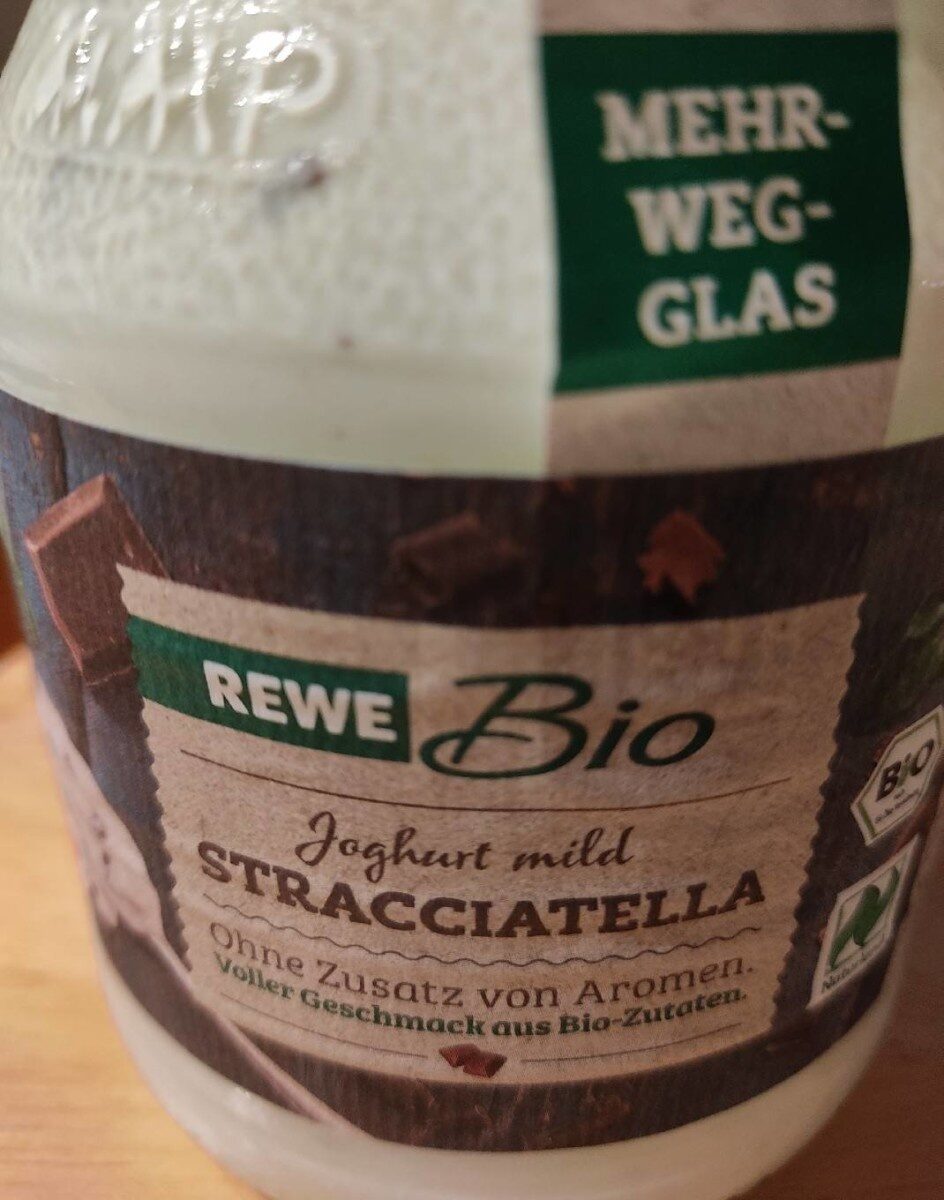 MEHR-
WEG-
GLAS
REWE Bio
Joghurt mild
STRACCIATELLA
Ohne Zusatz von Aromen.
Voller Geschmack aus Bio-Zutaten.
BIO